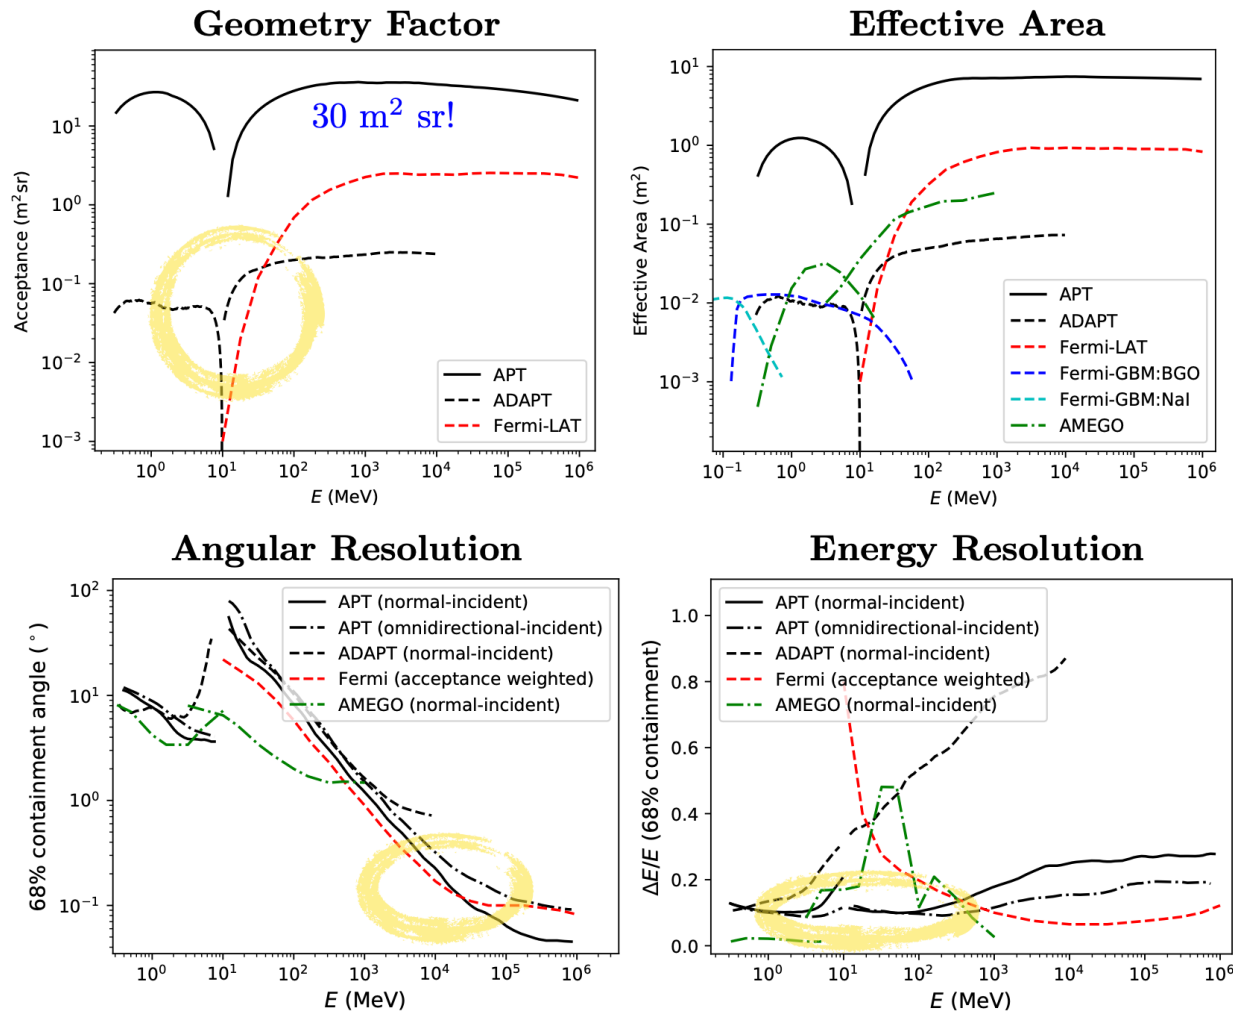 Geometry Factor
Acceptance (m²sr)
10¹
10⁰
10⁻¹
10⁻²
10⁻³
30 m² sr!
APT
ADAPT
Fermi-LAT
10⁰ 10¹ 10² 10³ 10⁴ 10⁵ 10⁶
E (MeV)
Effective Area
Effective Area (m²)
10¹
10⁰
10⁻¹
10⁻²
10⁻³
APT
ADAPT
Fermi-LAT
Fermi-GBM:BGO
Fermi-GBM:NaI
AMEGO
10⁻¹ 10⁰ 10¹ 10² 10³ 10⁴ 10⁵ 10⁶
E (MeV)
Angular Resolution
68% containment angle (°)
10²
10¹
10⁰
10⁻¹
APT (normal-incident)
APT (omnidirectional-incident)
ADAPT (normal-incident)
Fermi (acceptance weighted)
AMEGO (normal-incident)
10⁰ 10¹ 10² 10³ 10⁴ 10⁵ 10⁶
E (MeV)
Energy Resolution
ΔE/E (68% containment)
1.0
0.8
0.6
0.4
0.2
0.0
APT (normal-incident)
APT (omnidirectional-incident)
ADAPT (normal-incident)
Fermi (acceptance weighted)
AMEGO (normal-incident)
10⁰ 10¹ 10² 10³ 10⁴ 10⁵ 10⁶
E (MeV)